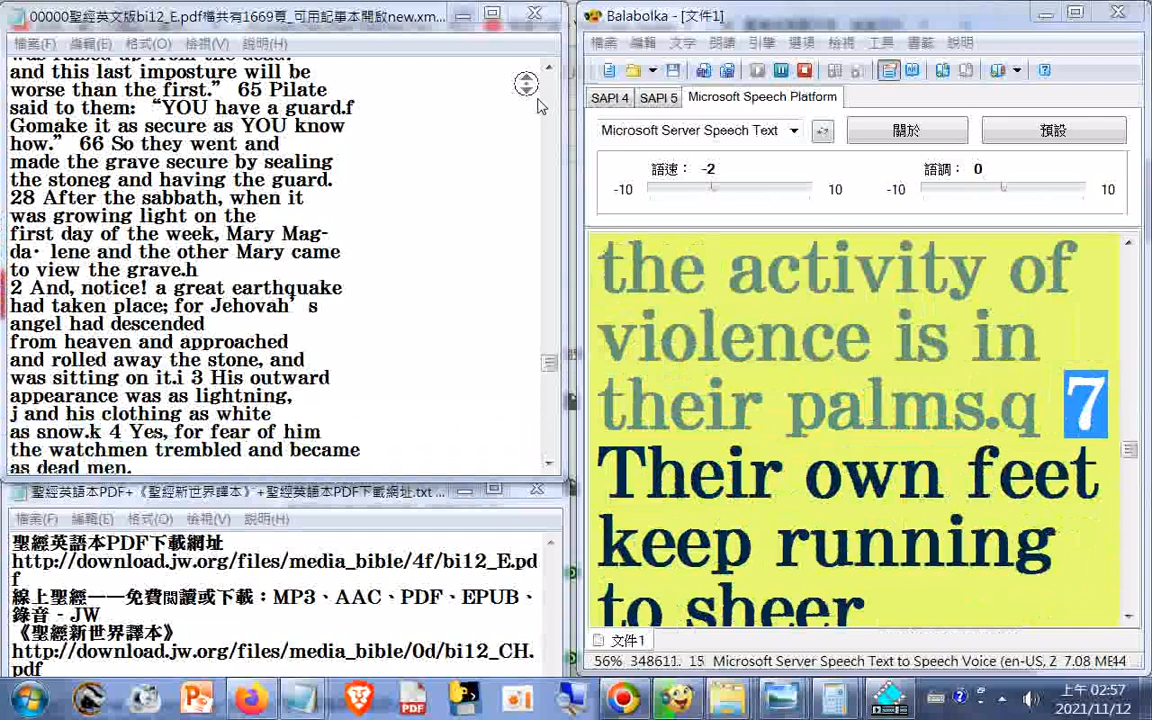 00000聖經英文版bi12_E.pdf檔共有1669頁_可用記事本開啟new.xm...
檔案(F) 編輯(E) 格式(O) 檢視(V) 說明(H)
was raised up from the dead!
and this last imposture will be
worse than the first.” 65 Pilate
said to them: “YOU have a guard.f
Gomake it as secure as YOU know
how.” 66 So they went and
made the grave secure by sealing
the stoneg and having the guard.
28 After the sabbath, when it
was growing light on the
first day of the week, Mary Mag-
da· lene and the other Mary came
to view the grave.h
2 And, notice! a great earthquake
had taken place; for Jehovah’s
angel had descended
from heaven and approached
and rolled away the stone, and
was sitting on it.i 3 His outward
appearance was as lightning,
j and his clothing as white
as snow.k 4 Yes, for fear of him
the watchmen trembled and became
as dead men.
聖經英語本PDF+《聖經新世界譯本》+聖經英語本PDF下載網址.txt ...
檔案(F) 編輯(E) 格式(O) 檢視(V) 說明(H)
聖經英語本PDF下載網址
http://download.jw.org/files/media_bible/4f/bi12_E.pd
f
線上聖經──免費閱讀或下載：MP3、AAC、PDF、EPUB、
錄音 - JW
《聖經新世界譯本》
http://download.jw.org/files/media_bible/0d/bi12_CH.
pdf
Balabolka - [文件1]
檔案 編輯 文字 朗讀 引擎 選項 檢視 工具 書籤 說明
SAPI 4 SAPI 5 Microsoft Speech Platform
Microsoft Server Speech Text 關於 預設
語速： -2 語調： 0
-10 10 -10 10
the activity of
violence is in
their palms.q 7
Their own feet
keep running
to sheer
文件1
56% 348611. 15 Microsoft Server Speech Text to Speech Voice (en-US, 2 7.08 ME44
上午 02:57
2021/11/12